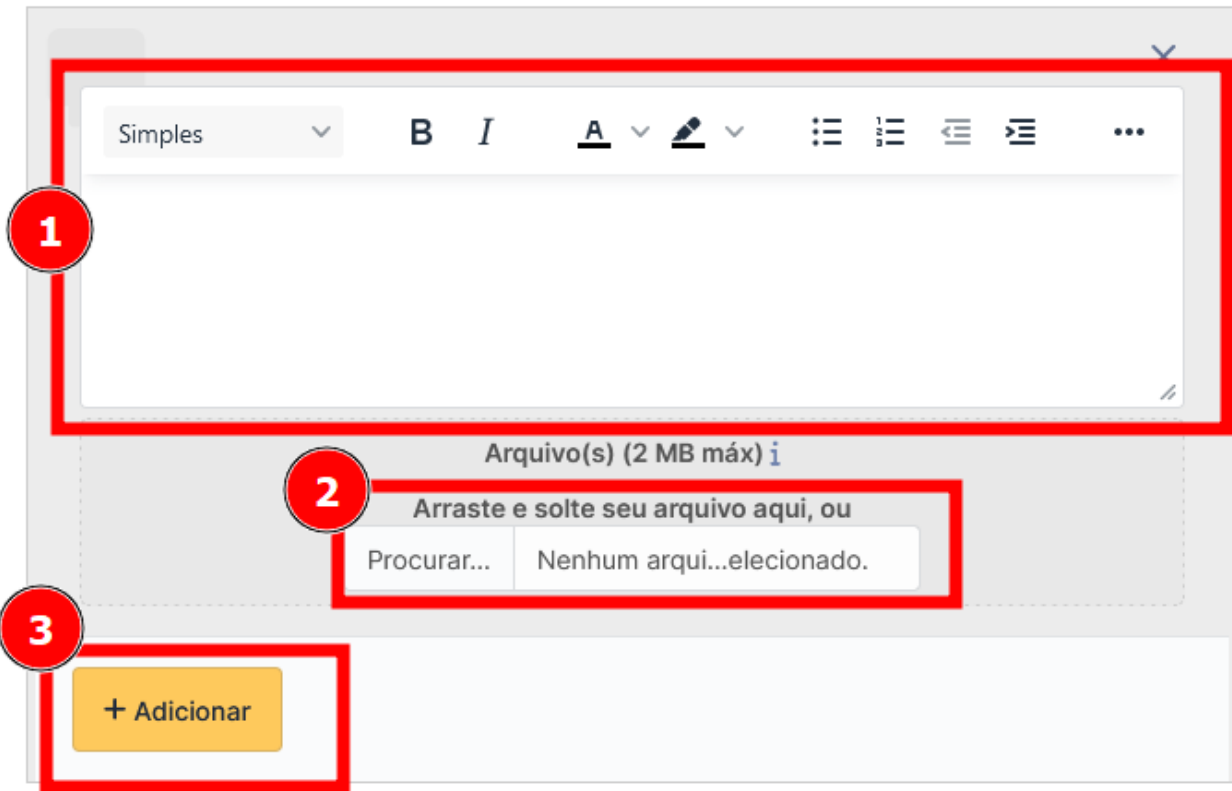 Simples B I A
1
Arquivo(s) (2 MB máx) i
2
Arraste e solte seu arquivo aqui, ou
Procurar... Nenhum arqui...elecionado.
3
+ Adicionar